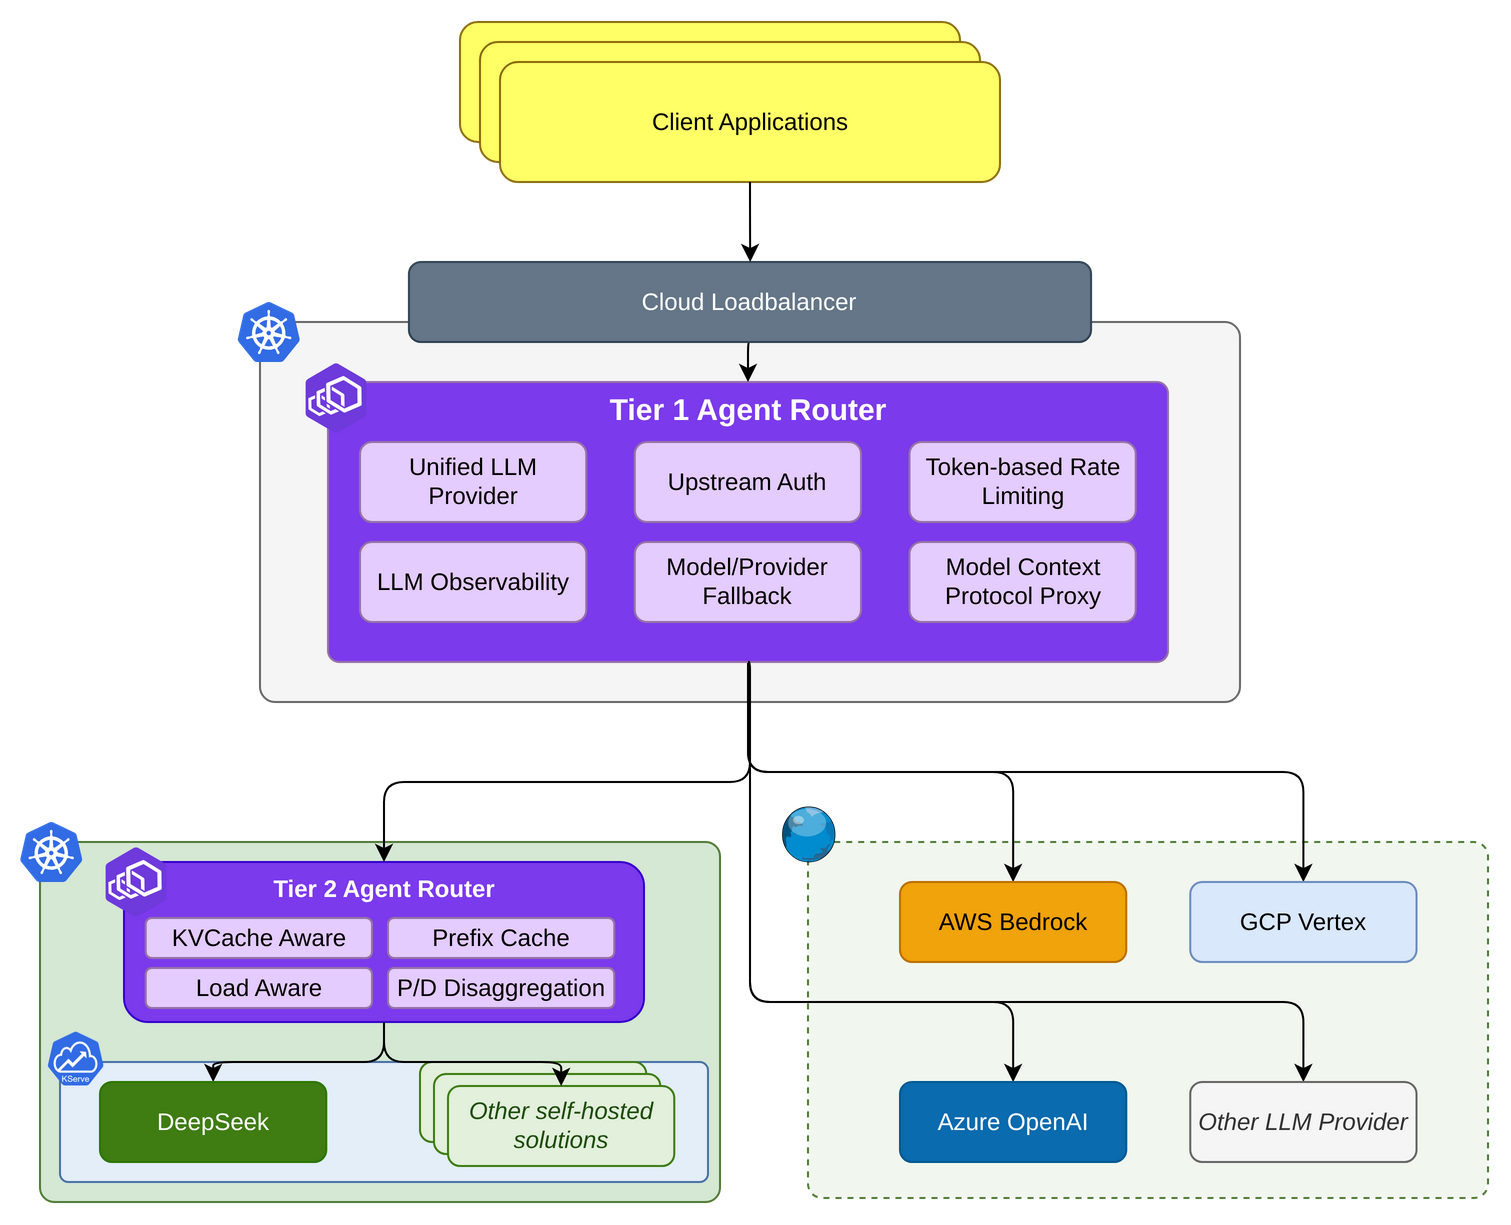 Client Applications
Cloud Loadbalancer
Tier 1 Agent Router
Unified LLM
Provider
Upstream Auth
Token-based Rate
Limiting
LLM Observability
Model/Provider
Fallback
Model Context
Protocol Proxy
Tier 2 Agent Router
KVCache Aware
Prefix Cache
Load Aware
P/D Disaggregation
KServe
DeepSeek
Other self-hosted
solutions
AWS Bedrock
GCP Vertex
Azure OpenAI
Other LLM Provider